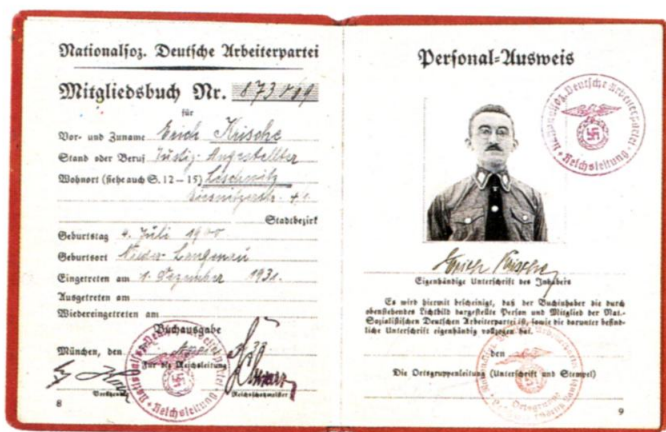 Nationalsoz. Deutsche Arbeiterpartei
Mitgliedsbuch Nr.
für
Vor- und Zuname Erich Küsche
Stand oder Beruf Justiz-Angestellter
Wohnort (siehe auch S. 12–15)
Stadtbezirk
Geburtstag 4. Juli 1900
Geburtsort
Eingetreten am 1. Dezember 1931.
Ausgetreten am
Wiedereingetreten am
Buchausgabe
München, den
Für die Reichsleitung
Vorsitzender
Reichsschatzmeister
8
Personal-Ausweis
Nationalsoz. Deutsche Arbeiterpartei
Reichsleitung
Eigenhändige Unterschrift des Inhabers
Es wird hiermit bescheinigt, daß der Buchinhaber die durch
obenstehendes Lichtbild dargestellte Person und Mitglied der Nat.-
Sozialistischen Deutschen Arbeiterpartei ist, sowie die darunter befind-
liche Unterschrift eigenhändig vollzogen hat.
den
Die Ortsgruppenleitung (Unterschrift und Stempel)
9